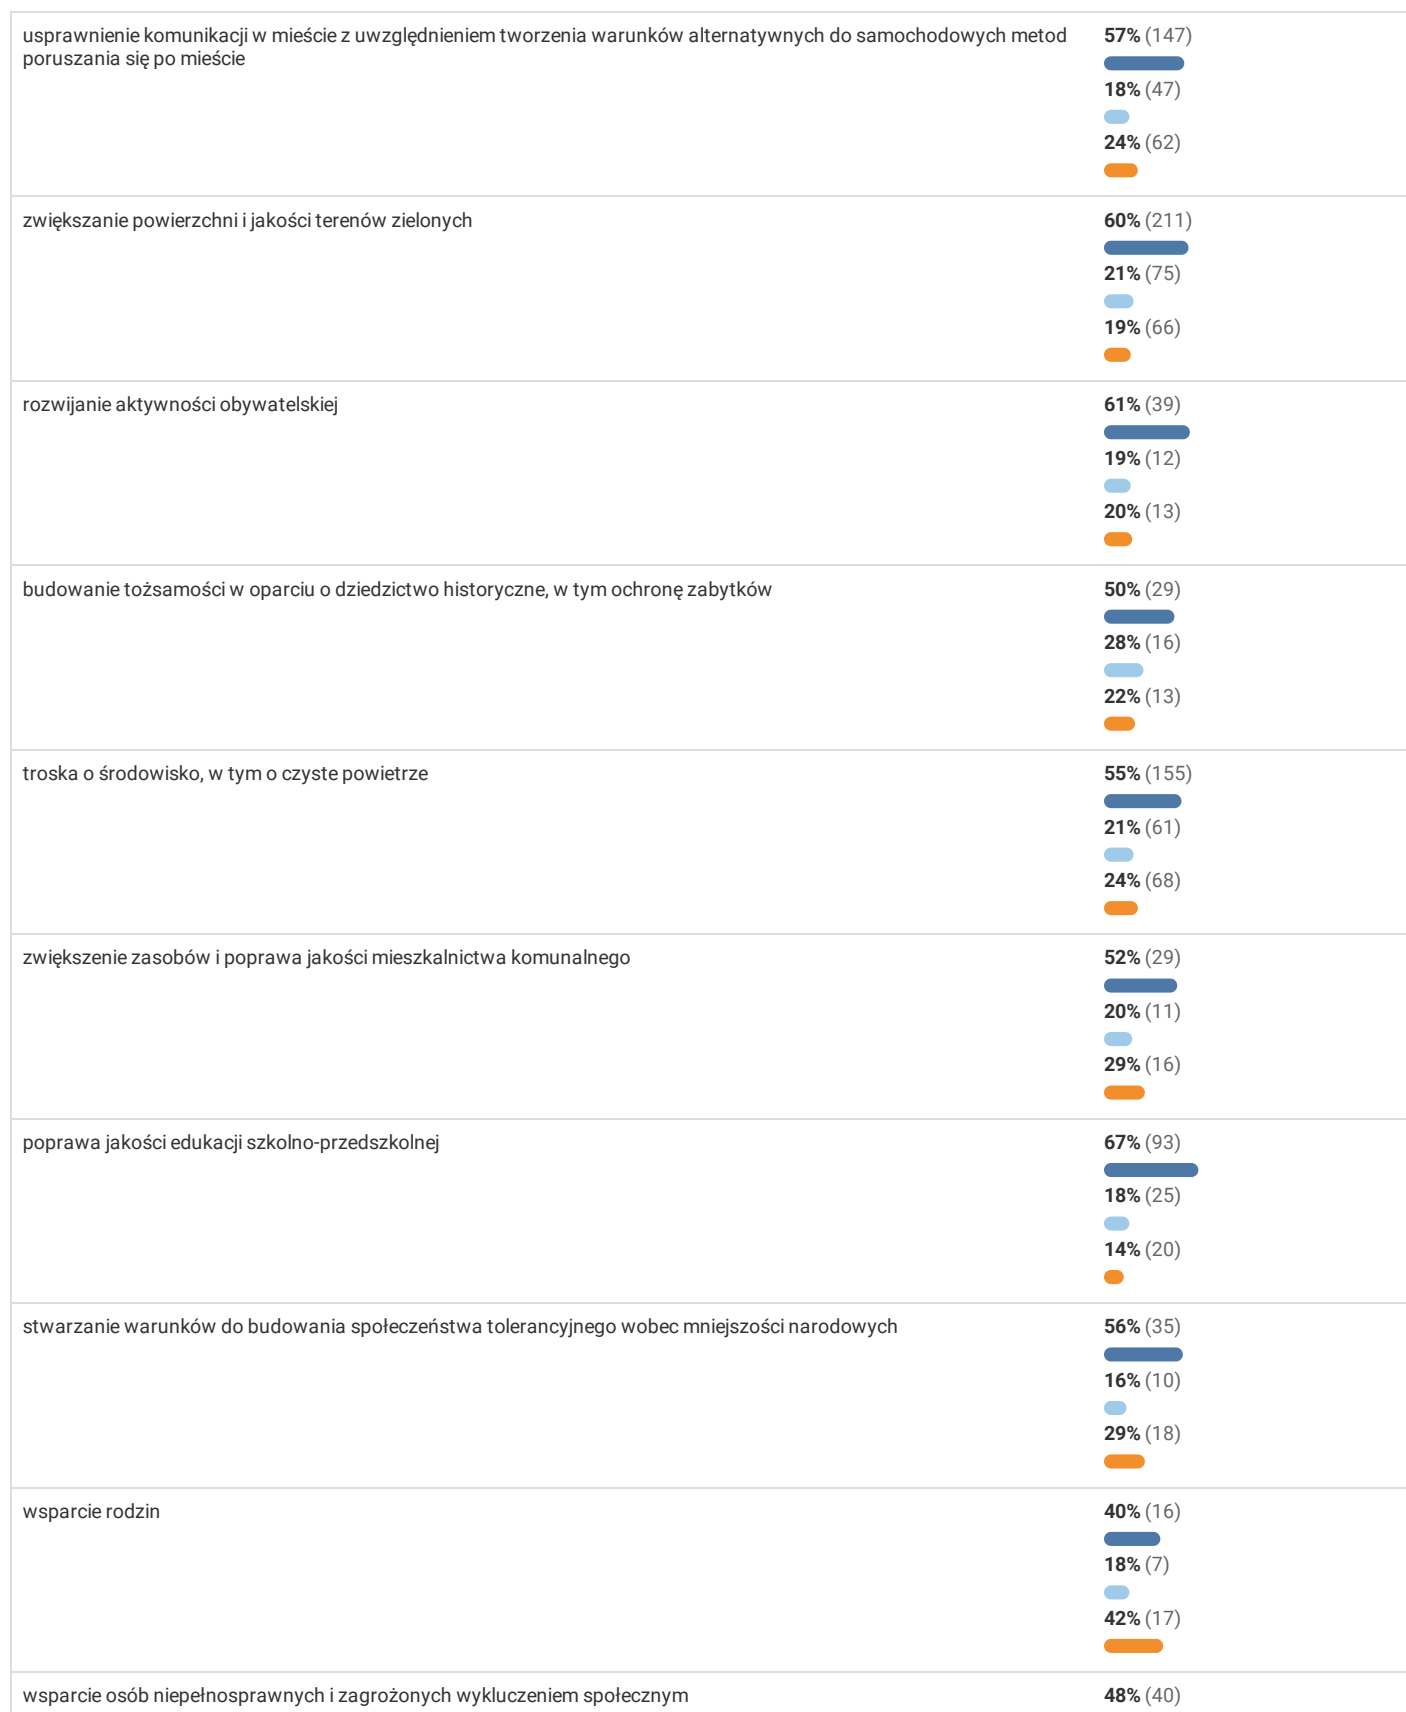 usprawnienie komunikacji w mieście z uwzględnieniem tworzenia warunków alternatywnych do samochodowych metod
poruszania się po mieście
57% (147)
18% (47)
24% (62)
zwiększanie powierzchni i jakości terenów zielonych
60% (211)
21% (75)
19% (66)
rozwijanie aktywności obywatelskiej
61% (39)
19% (12)
20% (13)
budowanie tożsamości w oparciu o dziedzictwo historyczne, w tym ochronę zabytków
50% (29)
28% (16)
22% (13)
troska o środowisko, w tym o czyste powietrze
55% (155)
21% (61)
24% (68)
zwiększenie zasobów i poprawa jakości mieszkalnictwa komunalnego
52% (29)
20% (11)
29% (16)
poprawa jakości edukacji szkolno-przedszkolnej
67% (93)
18% (25)
14% (20)
stwarzanie warunków do budowania społeczeństwa tolerancyjnego wobec mniejszości narodowych
56% (35)
16% (10)
29% (18)
wsparcie rodzin
40% (16)
18% (7)
42% (17)
wsparcie osób niepełnosprawnych i zagrożonych wykluczeniem społecznym
48% (40)